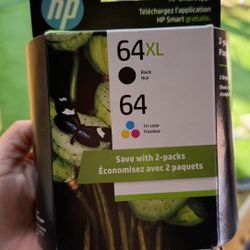 hp
Téléchargez l'appli
HP Smart gratuite.
64XL
Black
Noir
64
Tri-color
Tricolore
Save with 2-packs
Économisez avec 2 paquets